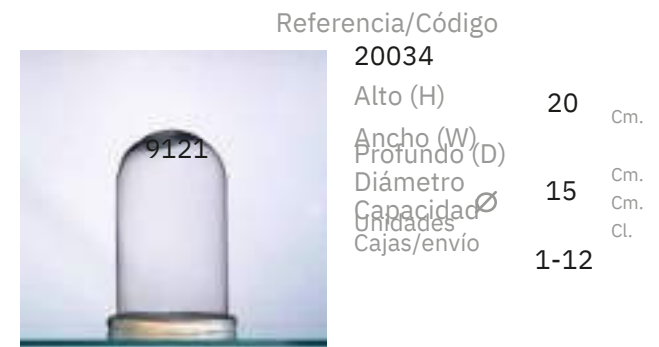 Referencia/Código
20034
9121
Alto (H) 20 Cm.
Ancho (W)
Profundo (D) Cm.
Diámetro Ø 15 Cm.
Capacidad Cl.
Unidades
Cajas/envío 1-12